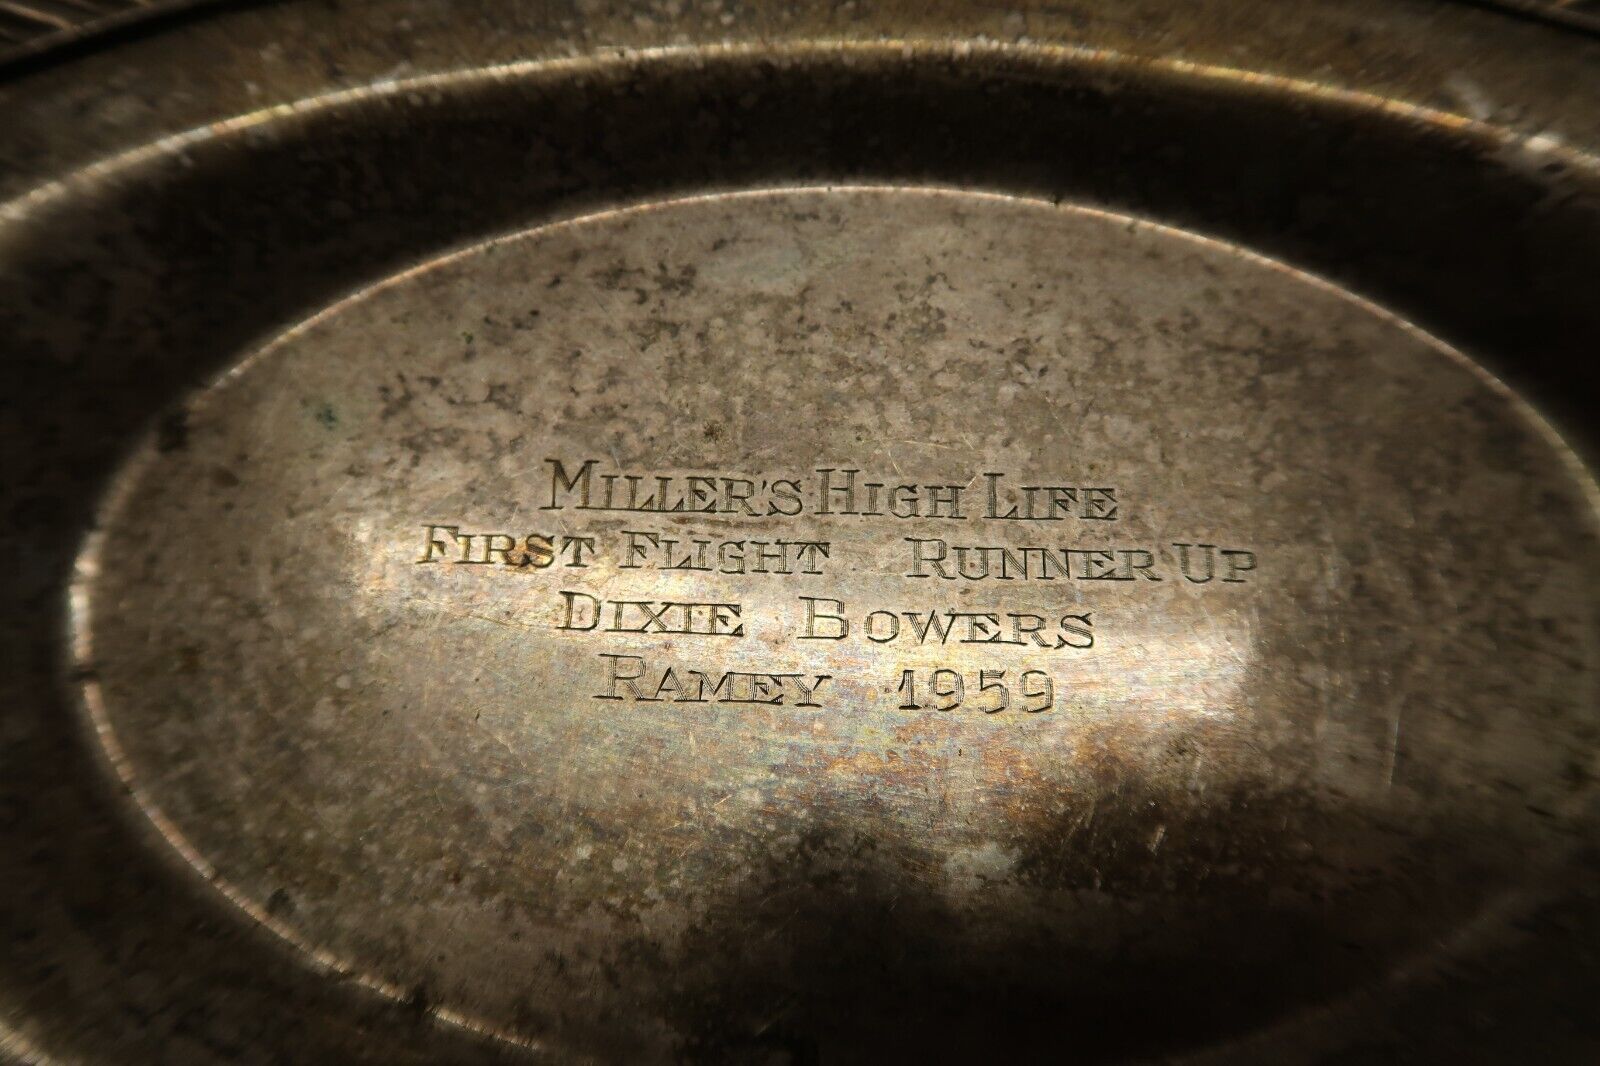 MILLER'S HIGH LIFE
FIRST FLIGHT RUNNER UP
DIXIE BOWERS
RAMEY 1959